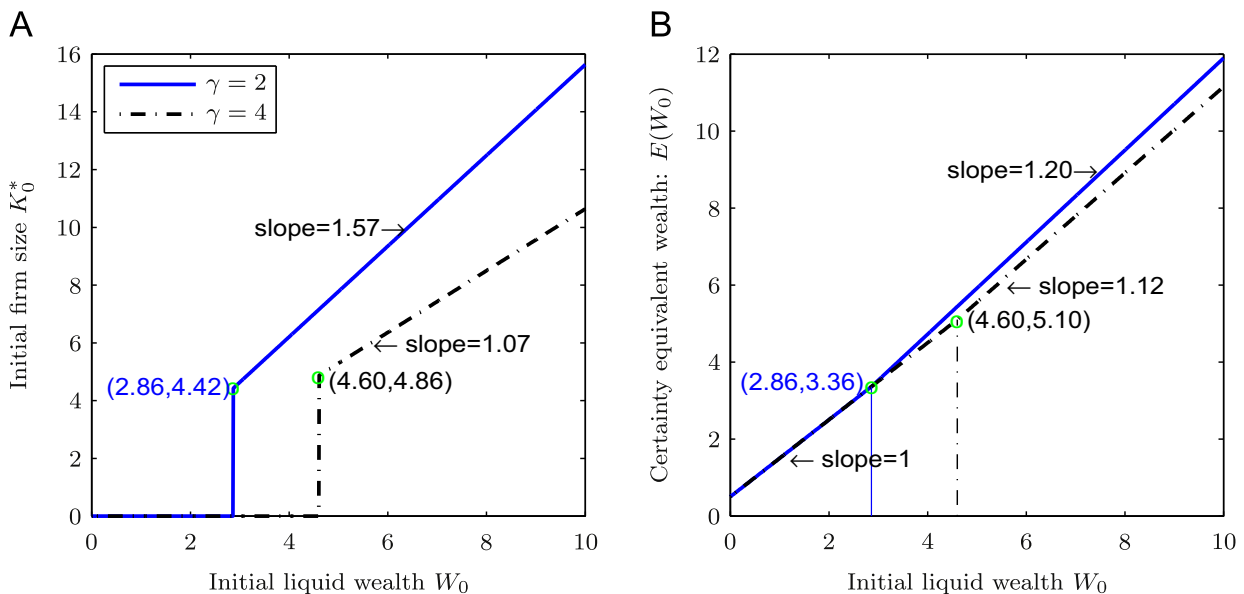 A
16
14
12
10
8
6
4
2
0
0 2 4 6 8 10
Initial firm size K₀*
Initial liquid wealth W₀
γ = 2
γ = 4
slope=1.57→
← slope=1.07
(2.86,4.42)
(4.60,4.86)
B
12
10
8
6
4
2
0
0 2 4 6 8 10
Certainty equivalent wealth: E(W₀)
Initial liquid wealth W₀
slope=1.20→
← slope=1.12
(4.60,5.10)
(2.86,3.36)
← slope=1